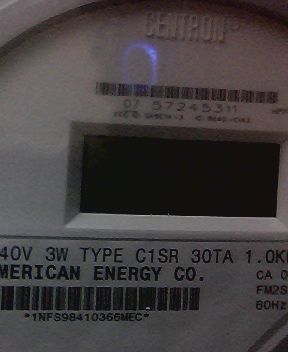 CENTRON
07 57245311
40V 3W TYPE C1SR 30TA 1.0K
MERICAN ENERGY CO.
CA 0
FM2S
60Hz
*1NFS98410366MEC*